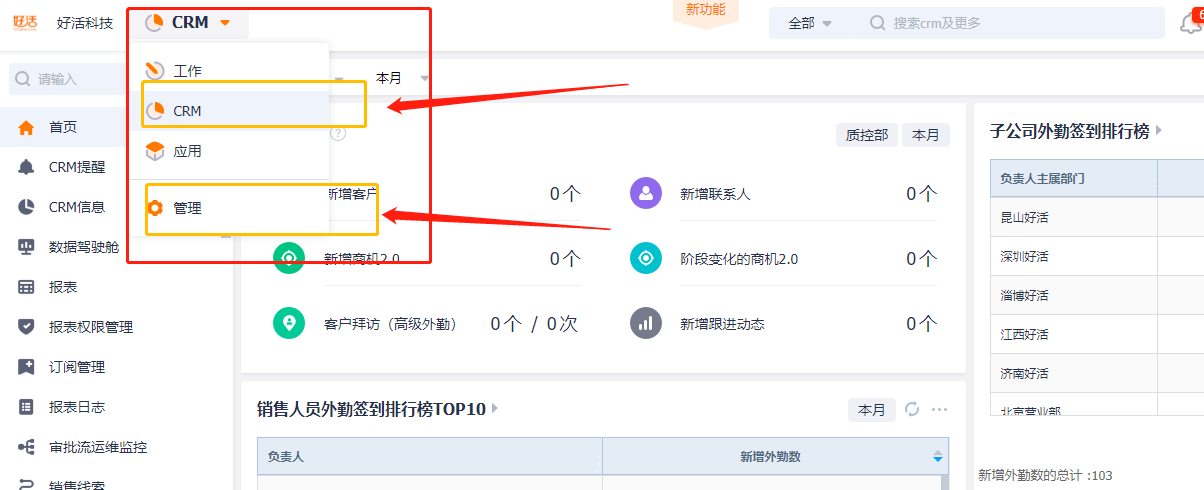 好活
好活科技
CRM
新功能
全部
搜索crm及更多
6
请输入
工作
CRM
应用
管理
首页
CRM提醒
CRM信息
数据驾驶舱
报表
报表权限管理
订阅管理
报表日志
审批流运维监控
销售线索
本月
?
质控部
本月
新增客户
0个
新增联系人
0个
新增商机2.0
0个
阶段变化的商机2.0
0个
客户拜访（高级外勤）
0个 / 0次
新增跟进动态
0个
销售人员外勤签到排行榜TOP10
本月
负责人
新增外勤数
子公司外勤签到排行榜
负责人主属部门
昆山好活
深圳好活
淄博好活
江西好活
济南好活
北京营业部
新增外勤数的总计 :103